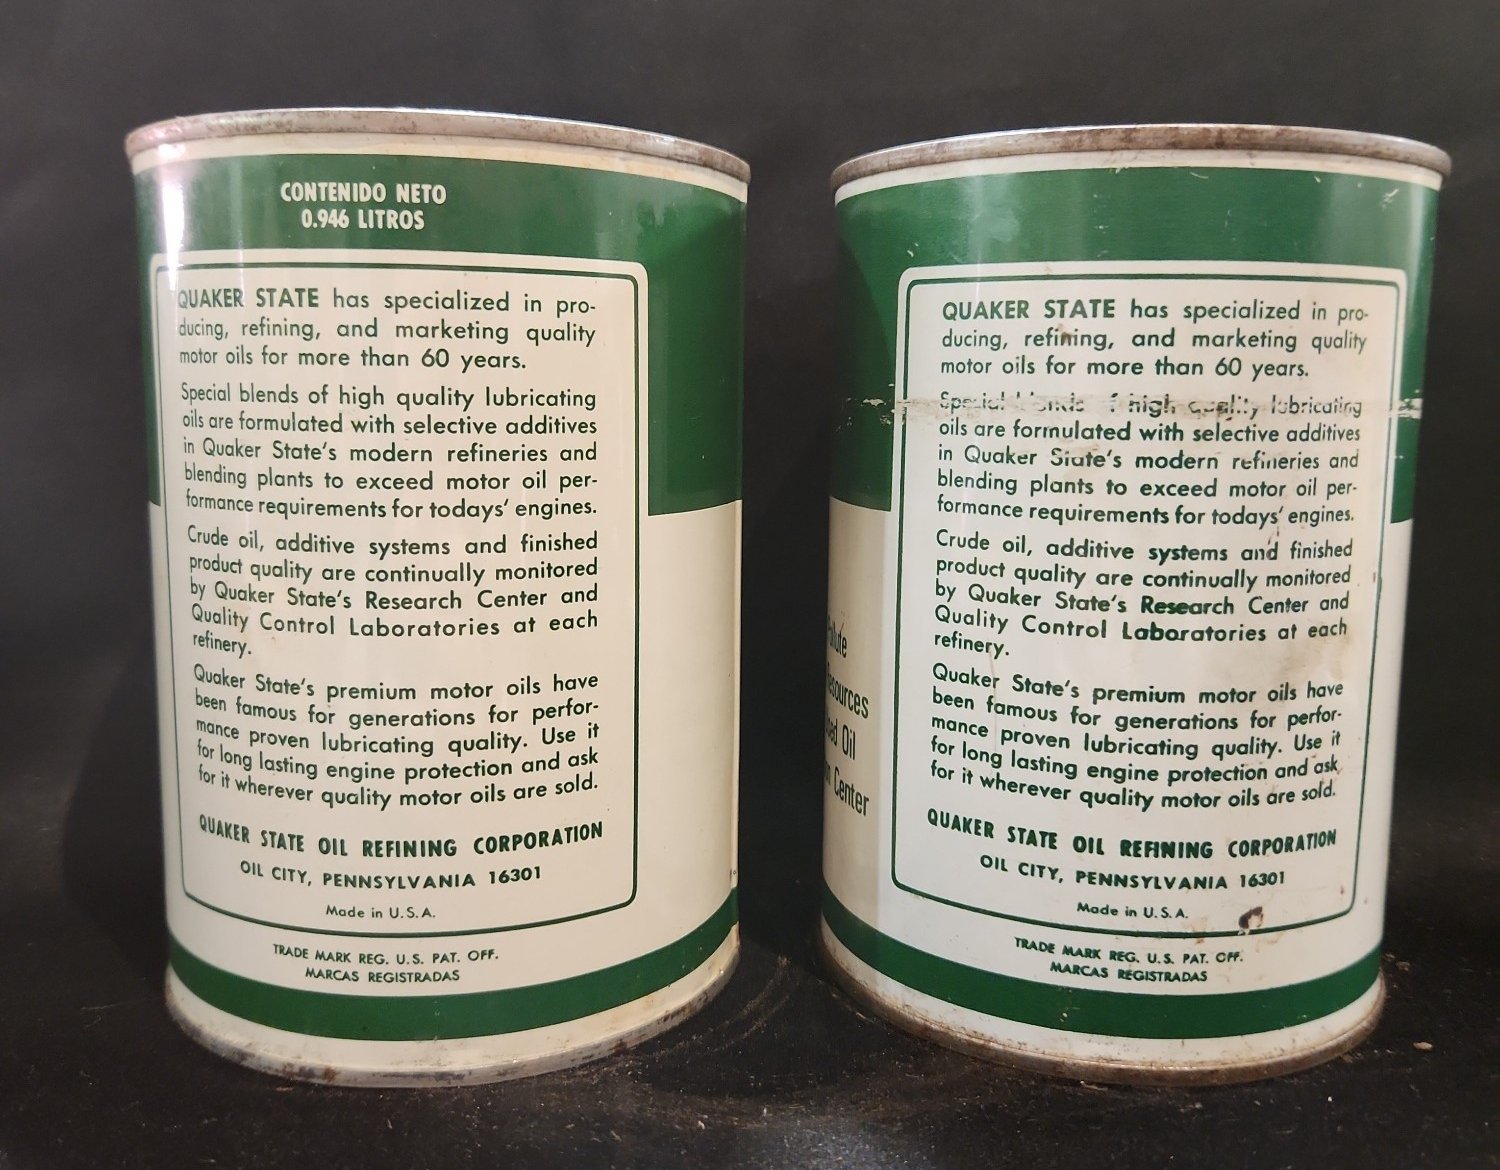 CONTENIDO NETO
0.946 LITROS
QUAKER STATE has specialized in pro-
ducing, refining, and marketing quality
motor oils for more than 60 years.
Special blends of high quality lubricating
oils are formulated with selective additives
in Quaker State's modern refineries and
blending plants to exceed motor oil per-
formance requirements for todays' engines.
Crude oil, additive systems and finished
product quality are continually monitored
by Quaker State's Research Center and
Quality Control Laboratories at each
refinery.
Quaker State's premium motor oils have
been famous for generations for perfor-
mance proven lubricating quality. Use it
for long lasting engine protection and ask
for it wherever quality motor oils are sold.
QUAKER STATE OIL REFINING CORPORATION
OIL CITY, PENNSYLVANIA 16301
Made in U.S.A.
TRADE MARK REG. U.S. PAT. OFF.
MARCAS REGISTRADAS
Oil
Center
QUAKER STATE has specialized in pro-
ducing, refining, and marketing quality
motor oils for more than 60 years.
Special blends of high quality lubricating
oils are formulated with selective additives
in Quaker State's modern refineries and
blending plants to exceed motor oil per-
formance requirements for todays' engines.
Crude oil, additive systems and finished
product quality are continually monitored
by Quaker State's Research Center and
Quality Control Laboratories at each
refinery.
Quaker State's premium motor oils have
been famous for generations for perfor-
mance proven lubricating quality. Use it
for long lasting engine protection and ask
for it wherever quality motor oils are sold.
QUAKER STATE OIL REFINING CORPORATION
OIL CITY, PENNSYLVANIA 16301
Made in U.S.A.
TRADE MARK REG. U.S. PAT. OFF.
MARCAS REGISTRADAS